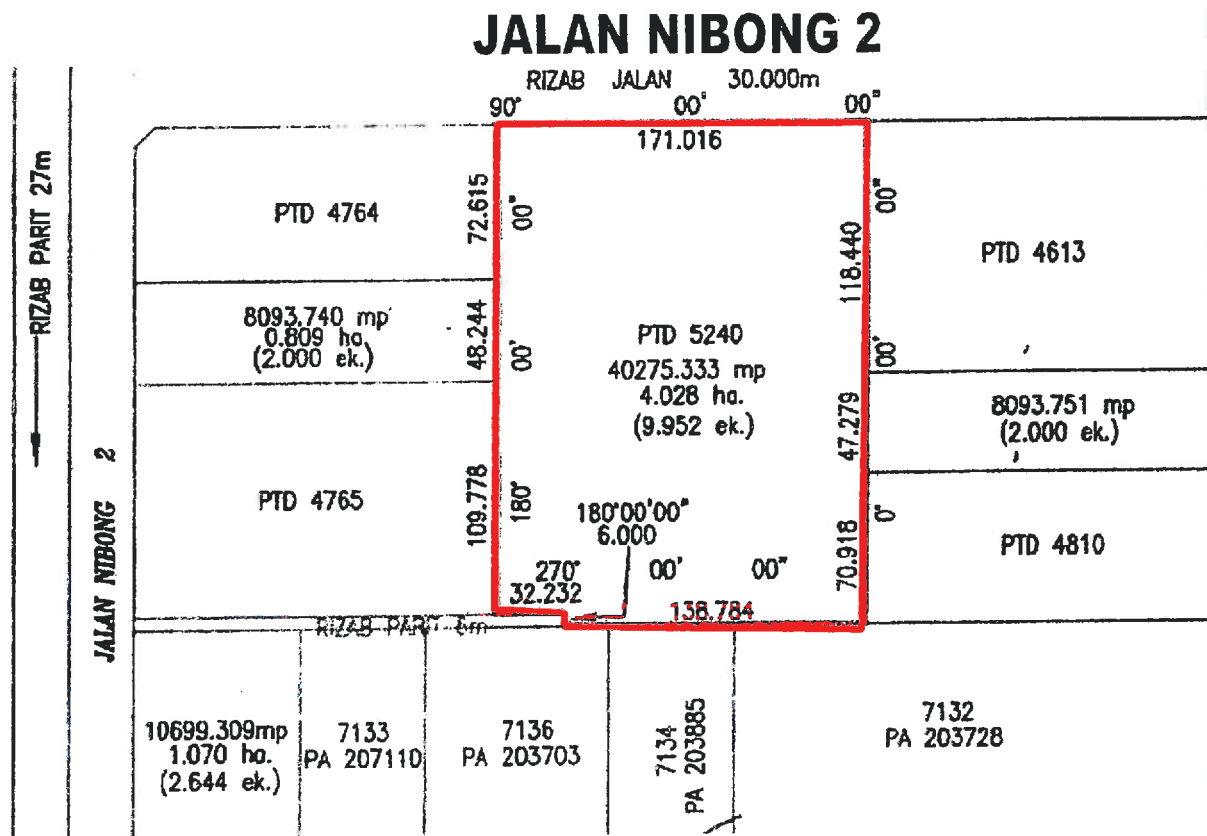 JALAN NIBONG 2
RIZAB JALAN 30.000m
90° 00' 00"
171.016
RIZAB PARIT 27m
JALAN NIBONG 2
PTD 4764
8093.740 mp
0.809 ha.
(2.000 ek.)
PTD 4765
72.615
48.244
109.778
180° 00' 00"
PTD 5240
40275.333 mp
4.028 ha.
(9.952 ek.)
180°00'00"
6.000
270° 00' 00"
32.232
138.784
118.440
47.279
70.918
0° 00' 00"
PTD 4613
8093.751 mp
(2.000 ek.)
PTD 4810
RIZAB PARIT 6m
10699.309mp
1.070 ha.
(2.644 ek.)
7133
PA 207110
7136
PA 203703
7134
PA 203885
7132
PA 203728